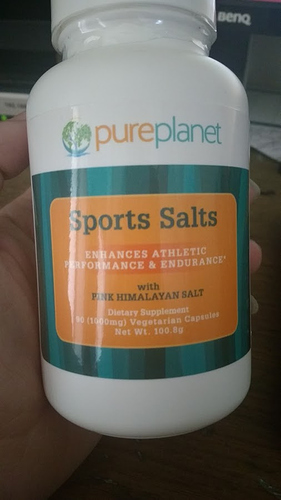 BenQ
pureplanet
Sports Salts
ENHANCES ATHLETIC
PERFORMANCE & ENDURANCE*
with
PINK HIMALAYAN SALT
Dietary Supplement
90 (1000mg) Vegetarian Capsules
Net Wt. 100.8g